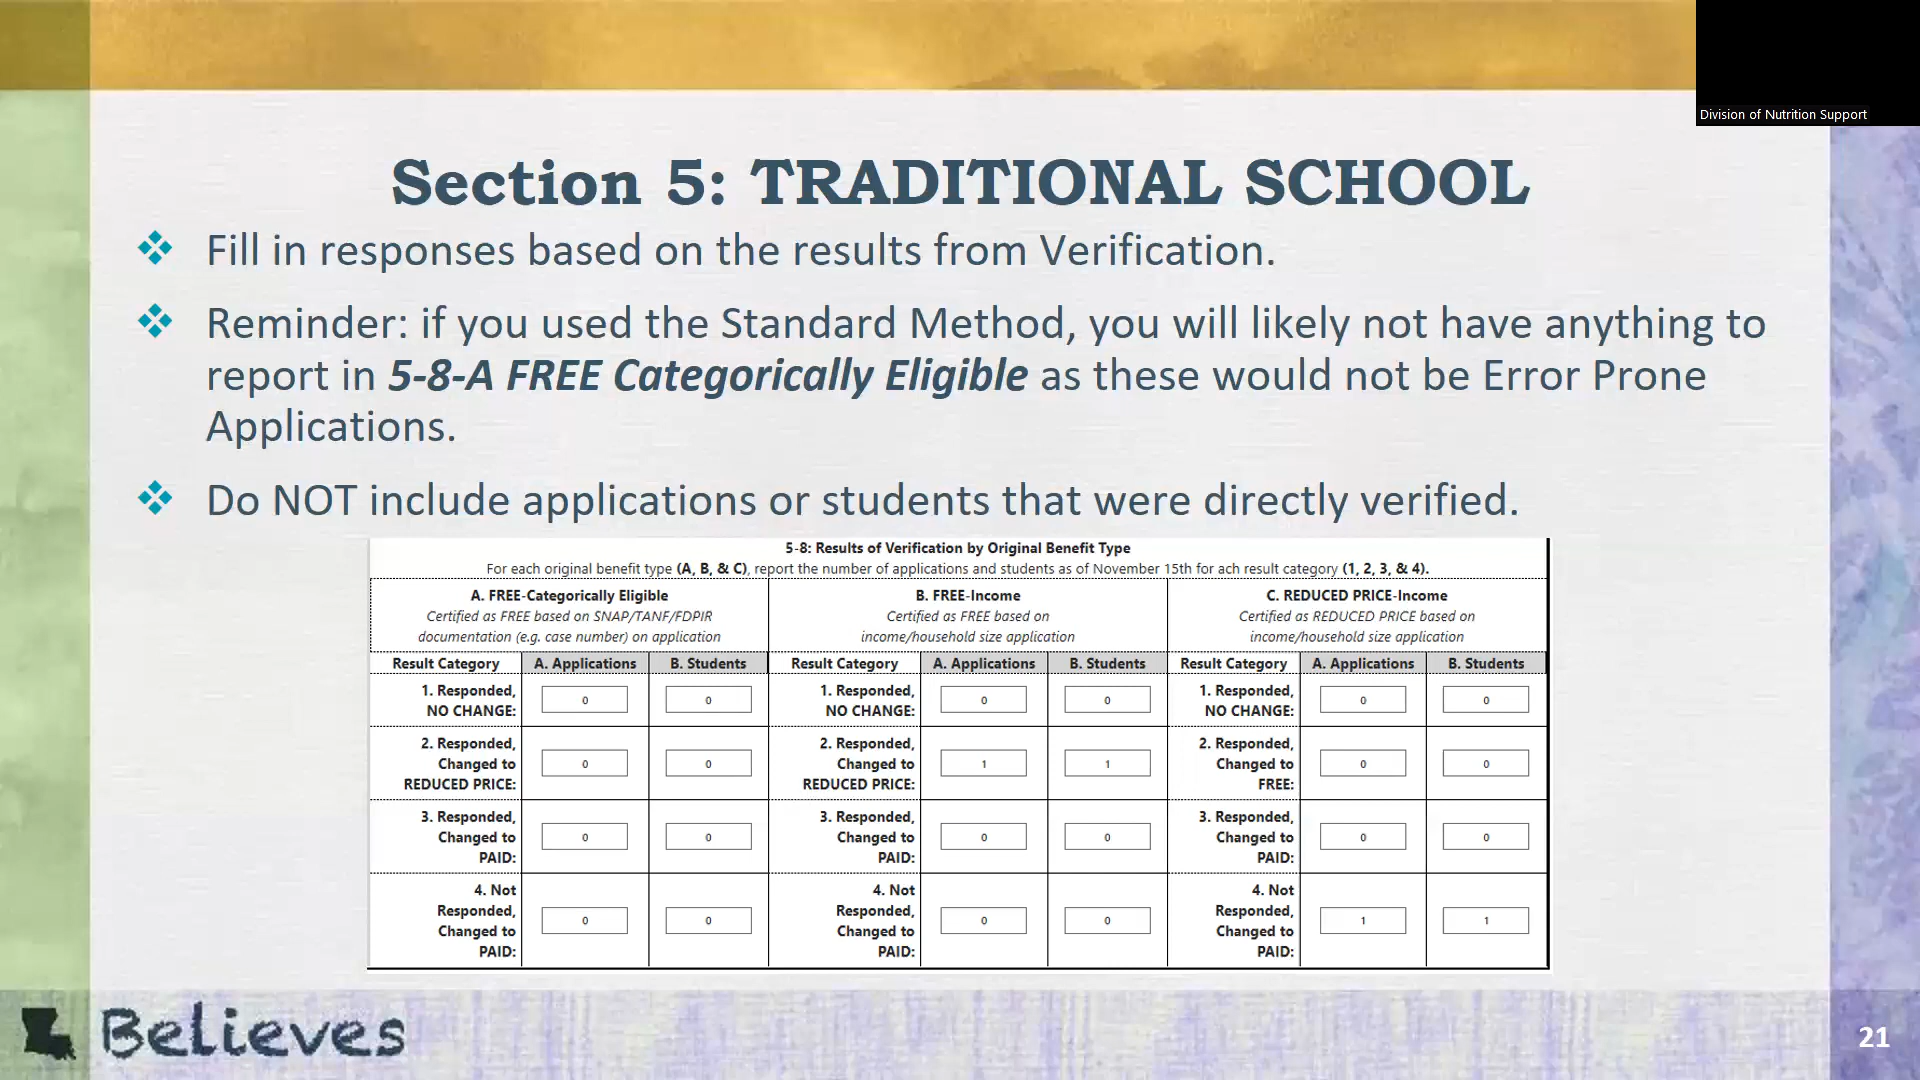 Division of Nutrition Support
Section 5: TRADITIONAL SCHOOL
Fill in responses based on the results from Verification.
Reminder: if you used the Standard Method, you will likely not have anything to
report in 5-8-A FREE Categorically Eligible as these would not be Error Prone
Applications.
Do NOT include applications or students that were directly verified.
5-8: Results of Verification by Original Benefit Type
For each original benefit type (A, B, & C), report the number of applications and students as of November 15th for ach result category (1, 2, 3, & 4).
A. FREE-Categorically Eligible
Certified as FREE based on SNAP/TANF/FDPIR
documentation (e.g. case number) on application
B. FREE-Income
Certified as FREE based on
income/household size application
C. REDUCED PRICE-Income
Certified as REDUCED PRICE based on
income/household size application
Result Category A. Applications B. Students Result Category A. Applications B. Students Result Category A. Applications B. Students
1. Responded,
NO CHANGE:
0 0
1. Responded,
NO CHANGE:
0 0
1. Responded,
NO CHANGE:
0 0
2. Responded,
Changed to
REDUCED PRICE:
0 0
2. Responded,
Changed to
REDUCED PRICE:
1 1
2. Responded,
Changed to
FREE:
0 0
3. Responded,
Changed to
PAID:
0 0
3. Responded,
Changed to
PAID:
0 0
3. Responded,
Changed to
PAID:
0 0
4. Not
Responded,
Changed to
PAID:
0 0
4. Not
Responded,
Changed to
PAID:
0 0
4. Not
Responded,
Changed to
PAID:
1 1
Believes
21